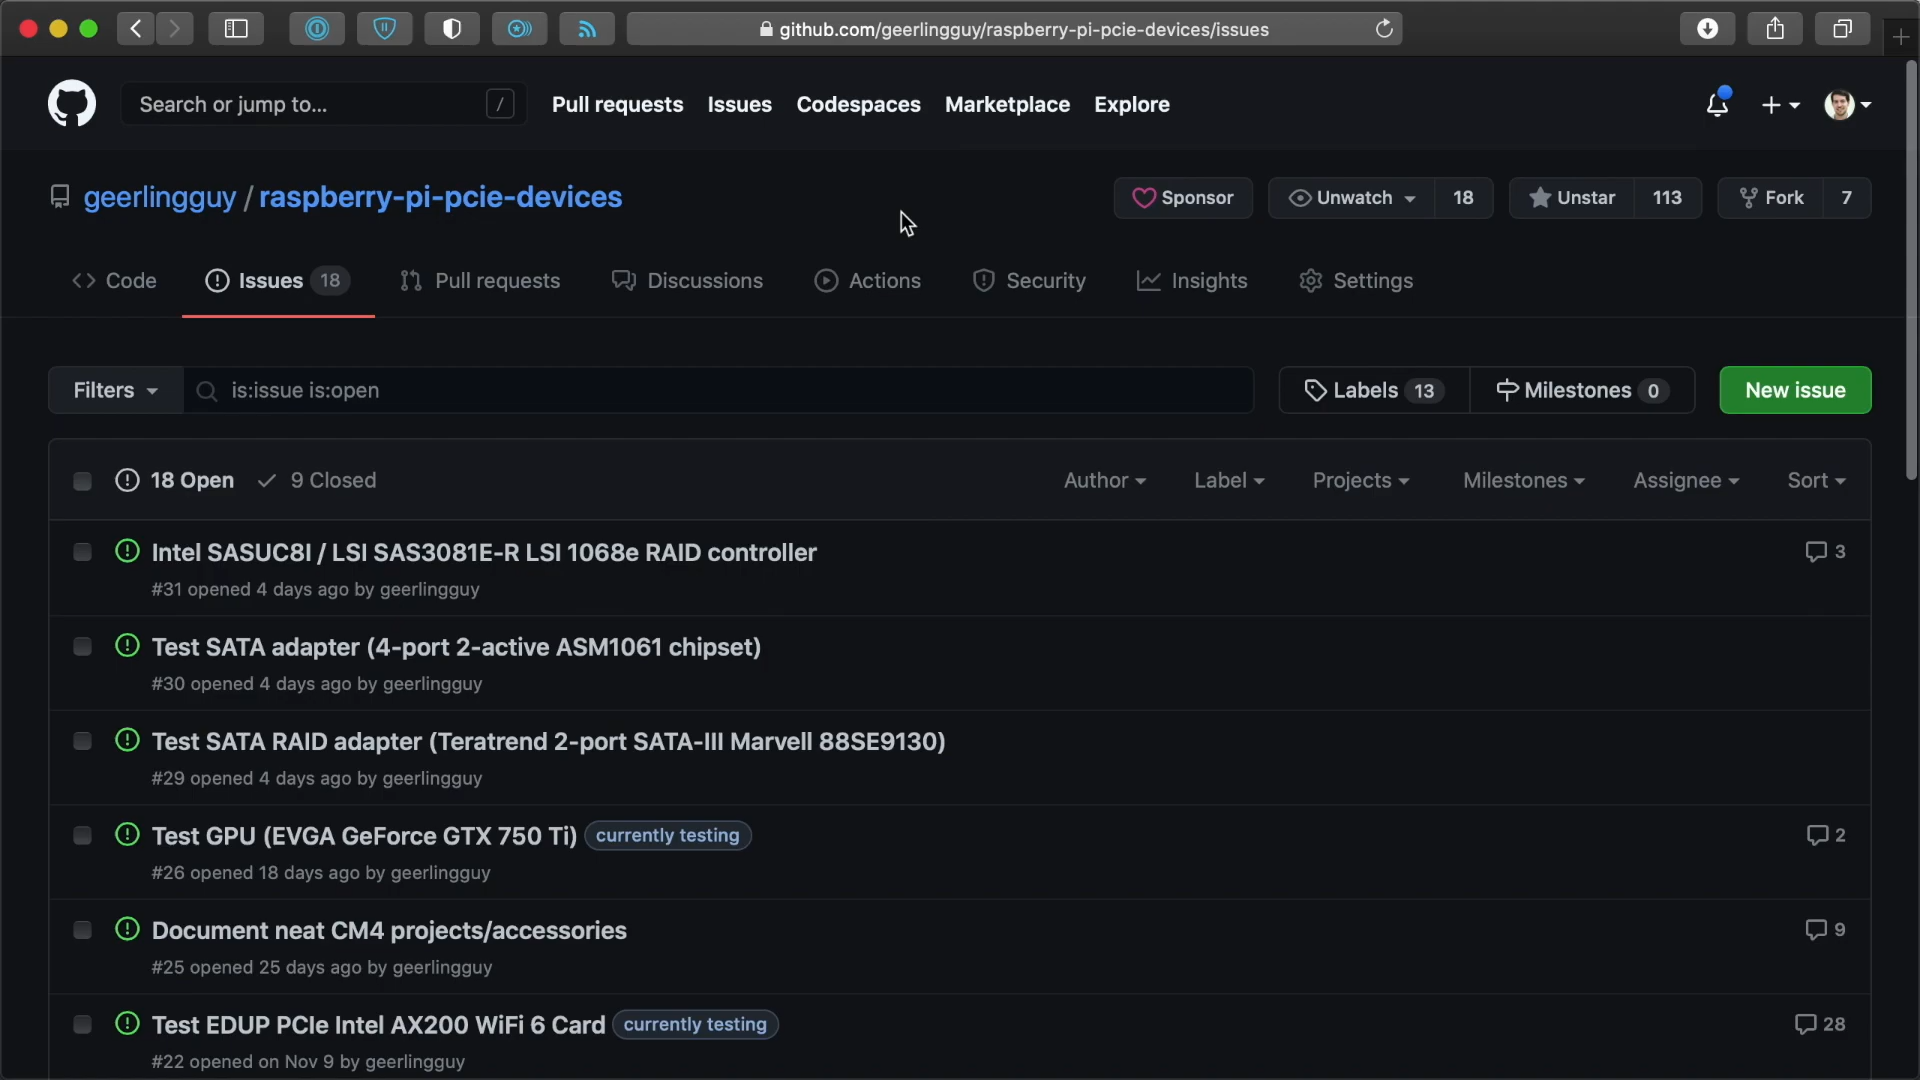 github.com/geerlingguy/raspberry-pi-pcie-devices/issues
Search or jump to... / Pull requests Issues Codespaces Marketplace Explore
geerlingguy / raspberry-pi-pcie-devices Sponsor Unwatch 18 Unstar 113 Fork 7
Code Issues 18 Pull requests Discussions Actions Security Insights Settings
Filters is:issue is:open Labels 13 Milestones 0 New issue
18 Open 9 Closed Author Label Projects Milestones Assignee Sort
Intel SASUC8I / LSI SAS3081E-R LSI 1068e RAID controller 3
#31 opened 4 days ago by geerlingguy
Test SATA adapter (4-port 2-active ASM1061 chipset)
#30 opened 4 days ago by geerlingguy
Test SATA RAID adapter (Teratrend 2-port SATA-III Marvell 88SE9130)
#29 opened 4 days ago by geerlingguy
Test GPU (EVGA GeForce GTX 750 Ti) currently testing 2
#26 opened 18 days ago by geerlingguy
Document neat CM4 projects/accessories 9
#25 opened 25 days ago by geerlingguy
Test EDUP PCIe Intel AX200 WiFi 6 Card currently testing 28
#22 opened on Nov 9 by geerlingguy